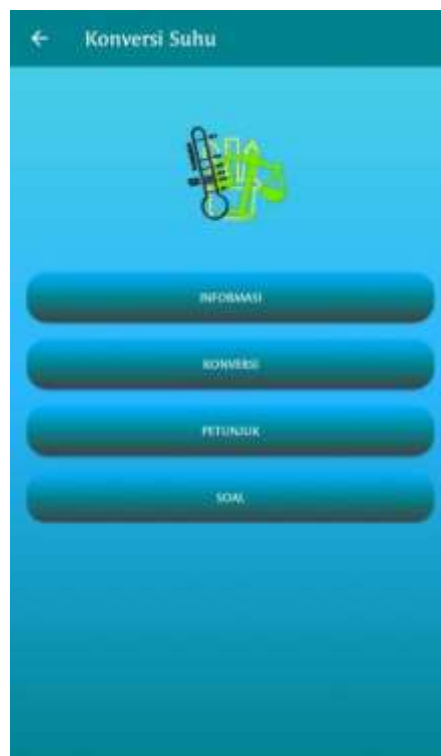 Konversi Suhu
INFORMASI
KONVERSI
PETUNJUK
SOAL